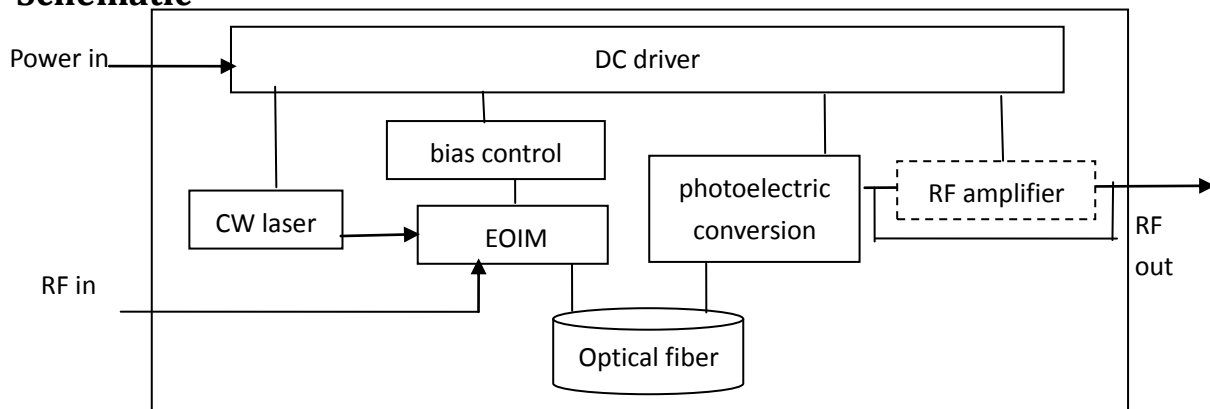 Schematic
Power in
DC driver
bias control
CW laser
EOIM
photoelectric
conversion
RF amplifier
RF
out
RF in
Optical fiber